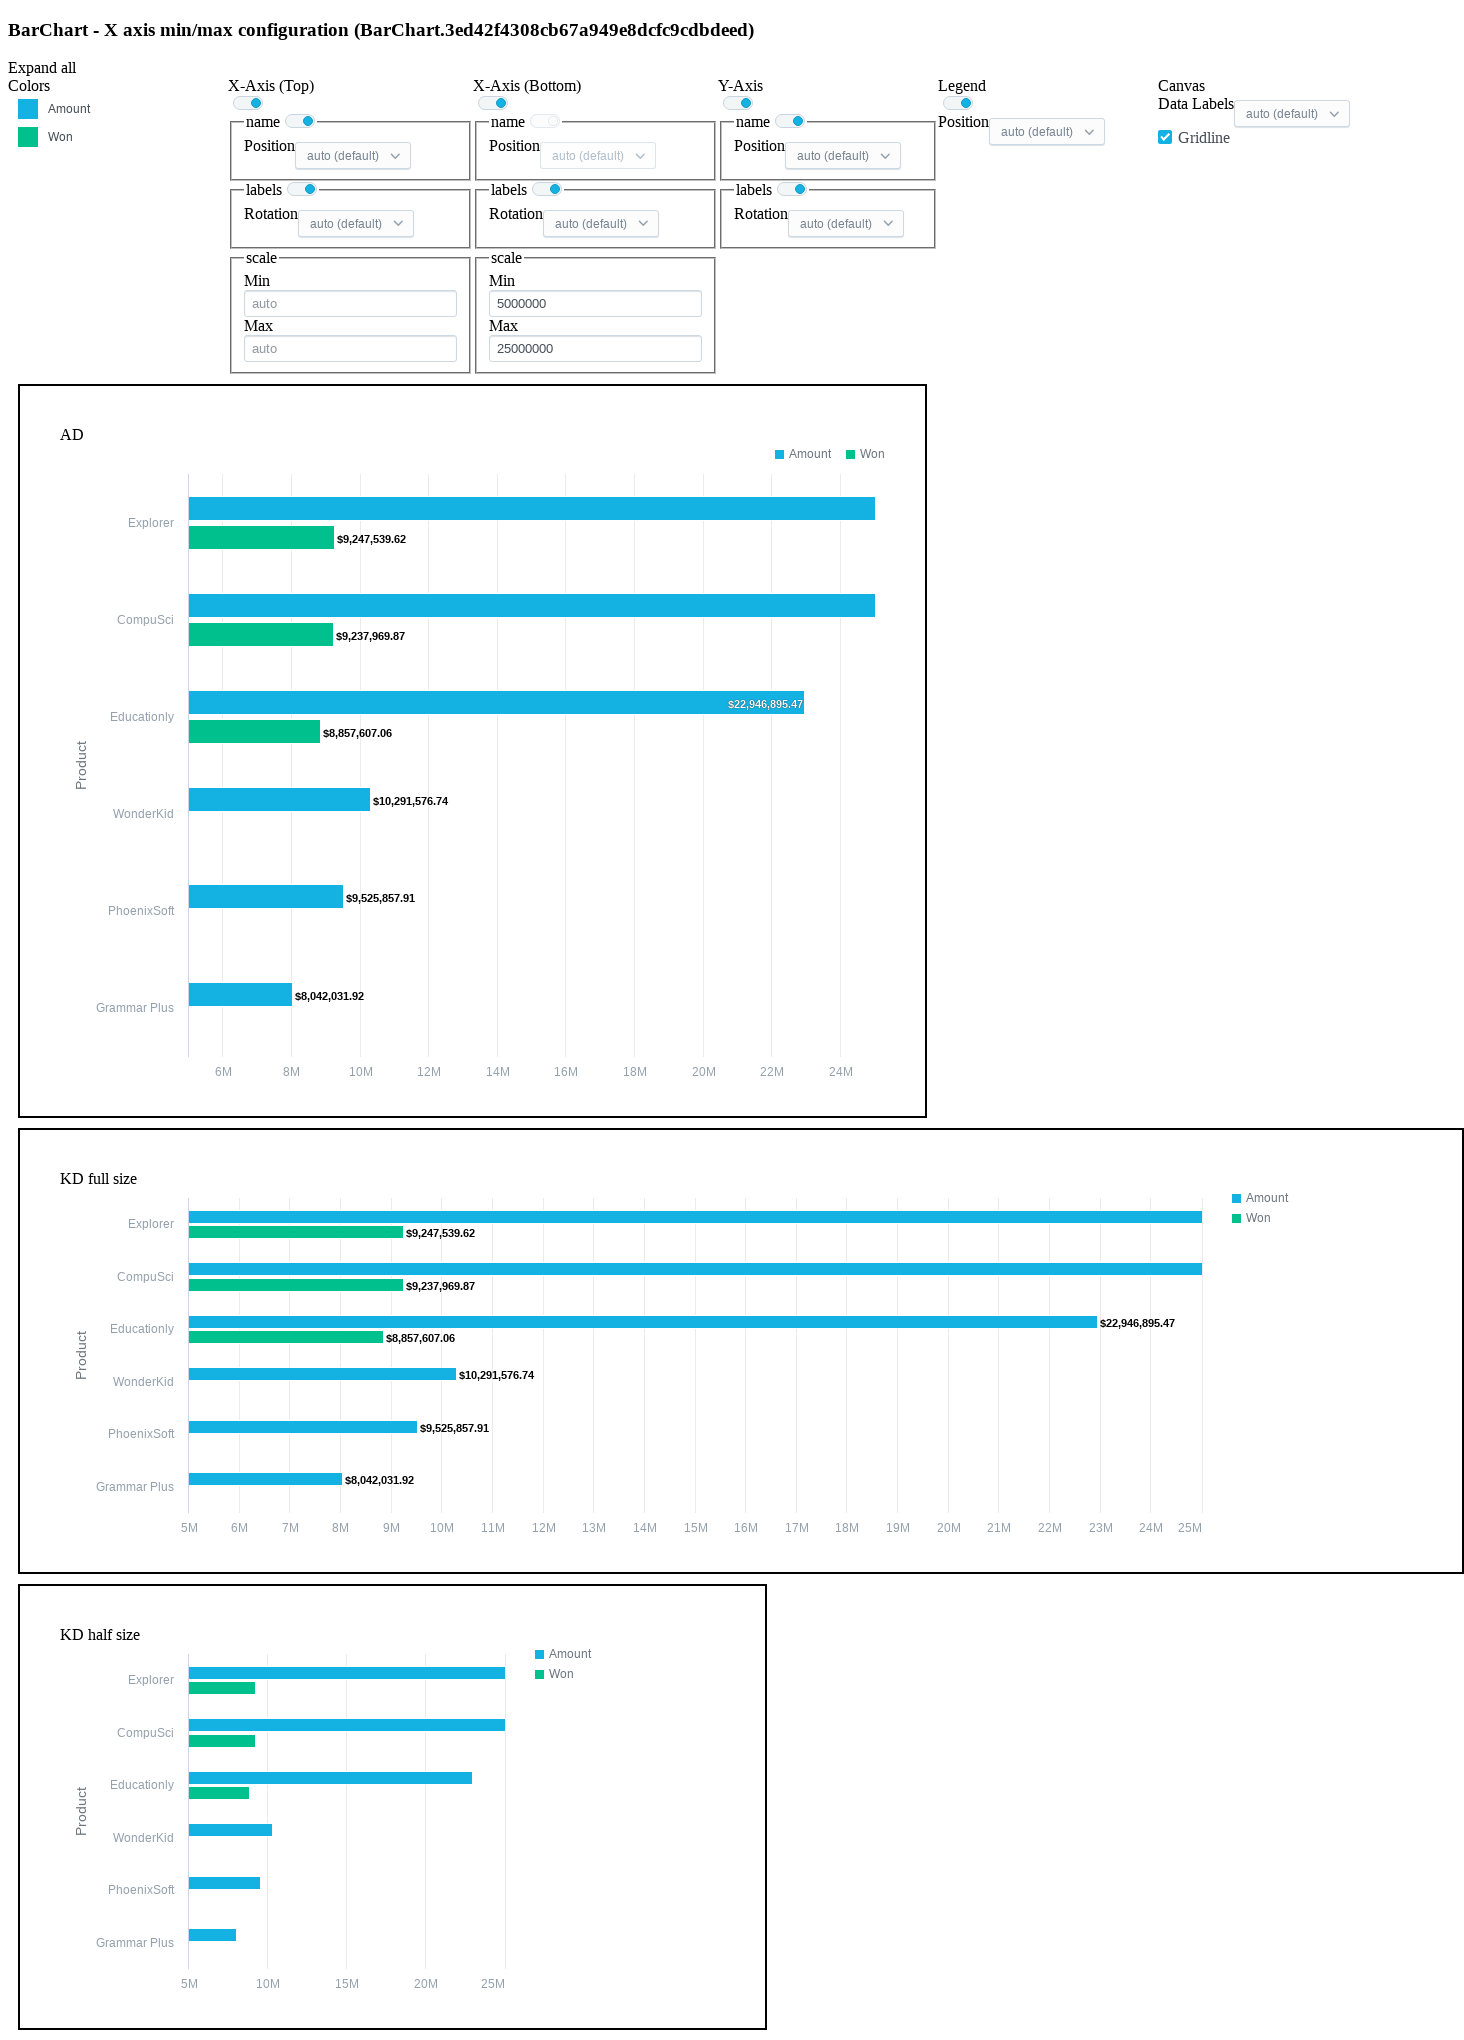 BarChart - X axis min/max configuration (BarChart.3ed42f4308cb67a949e8dcfc9cdbdeed)
Expand all
Colors
Amount
Won
X-Axis (Top)
name
Position auto (default)
labels
Rotation auto (default)
scale
Min
auto
Max
auto
X-Axis (Bottom)
name
Position auto (default)
labels
Rotation auto (default)
scale
Min
5000000
Max
25000000
Y-Axis
name
Position auto (default)
labels
Rotation auto (default)
Legend
Position auto (default)
Canvas
Data Labels auto (default)
Gridline
AD
Amount Won
Explorer
$9,247,539.62
CompuSci
$9,237,969.87
Educationly
$22,946,895.47
$8,857,607.06
Product
WonderKid
$10,291,576.74
PhoenixSoft
$9,525,857.91
Grammar Plus
$8,042,031.92
6M 8M 10M 12M 14M 16M 18M 20M 22M 24M
KD full size
Amount
Won
Explorer
$9,247,539.62
CompuSci
$9,237,969.87
Educationly
$22,946,895.47
$8,857,607.06
Product
WonderKid
$10,291,576.74
PhoenixSoft
$9,525,857.91
Grammar Plus
$8,042,031.92
5M 6M 7M 8M 9M 10M 11M 12M 13M 14M 15M 16M 17M 18M 19M 20M 21M 22M 23M 24M 25M
KD half size
Amount
Won
Explorer
CompuSci
Educationly
Product
WonderKid
PhoenixSoft
Grammar Plus
5M 10M 15M 20M 25M